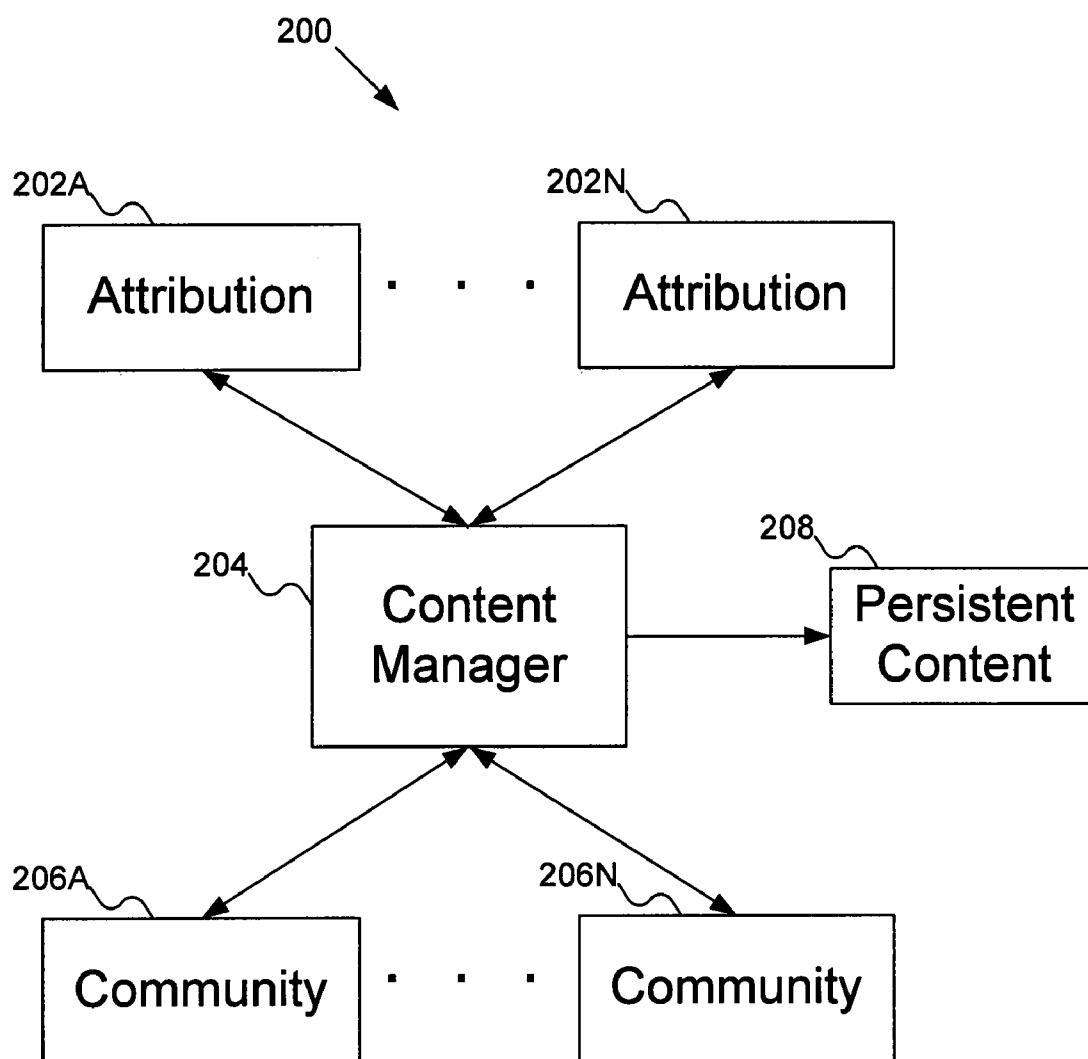 200
202A
202N
Attribution
. . .
Attribution
204
Content
Manager
208
Persistent
Content
206A
206N
Community
. . .
Community